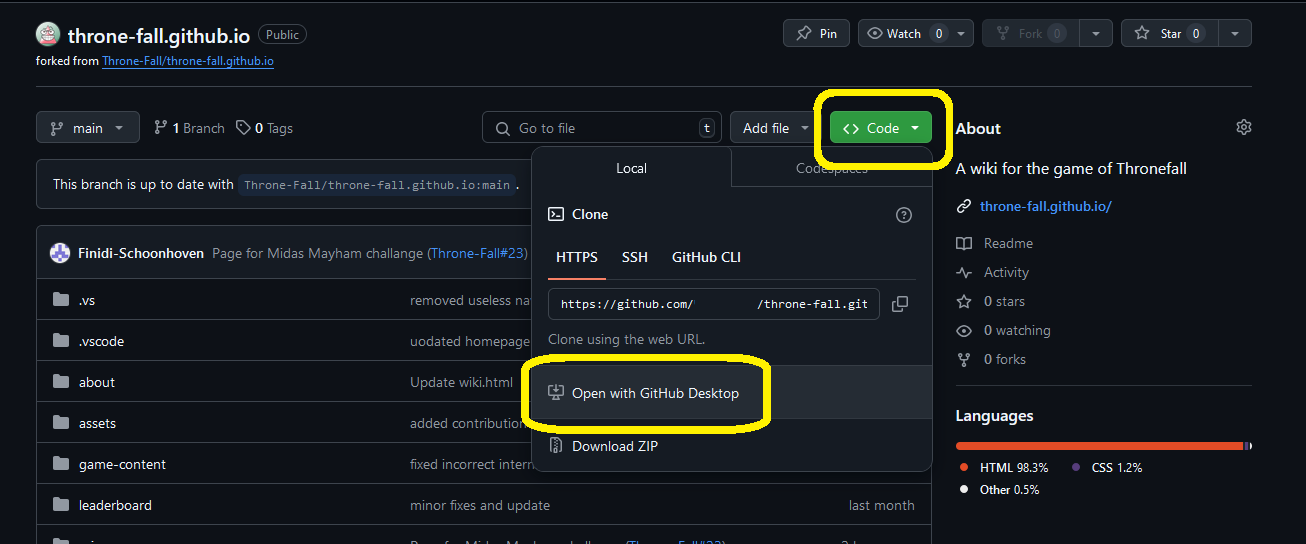 throne-fall.github.io Public
Pin
Watch 0
Fork 0
Star 0
forked from Throne-Fall/throne-fall.github.io
main
1 Branch
0 Tags
Go to file t
Add file
<> Code
This branch is up to date with Throne-Fall/throne-fall.github.io:main .
Finidi-Schoonhoven Page for Midas Mayham challange (Throne-Fall#23)
.vs removed useless na
.vscode uodated homepage
about Update wiki.html
assets added contribution
game-content fixed incorrect intern
leaderboard minor fixes and update last month
Local
Codespaces
Clone
HTTPS SSH GitHub CLI
https://github.com/ /throne-fall.git
Clone using the web URL.
Open with GitHub Desktop
Download ZIP
About
A wiki for the game of Thronefall
throne-fall.github.io/
Readme
Activity
0 stars
0 watching
0 forks
Languages
HTML 98.3%
CSS 1.2%
Other 0.5%